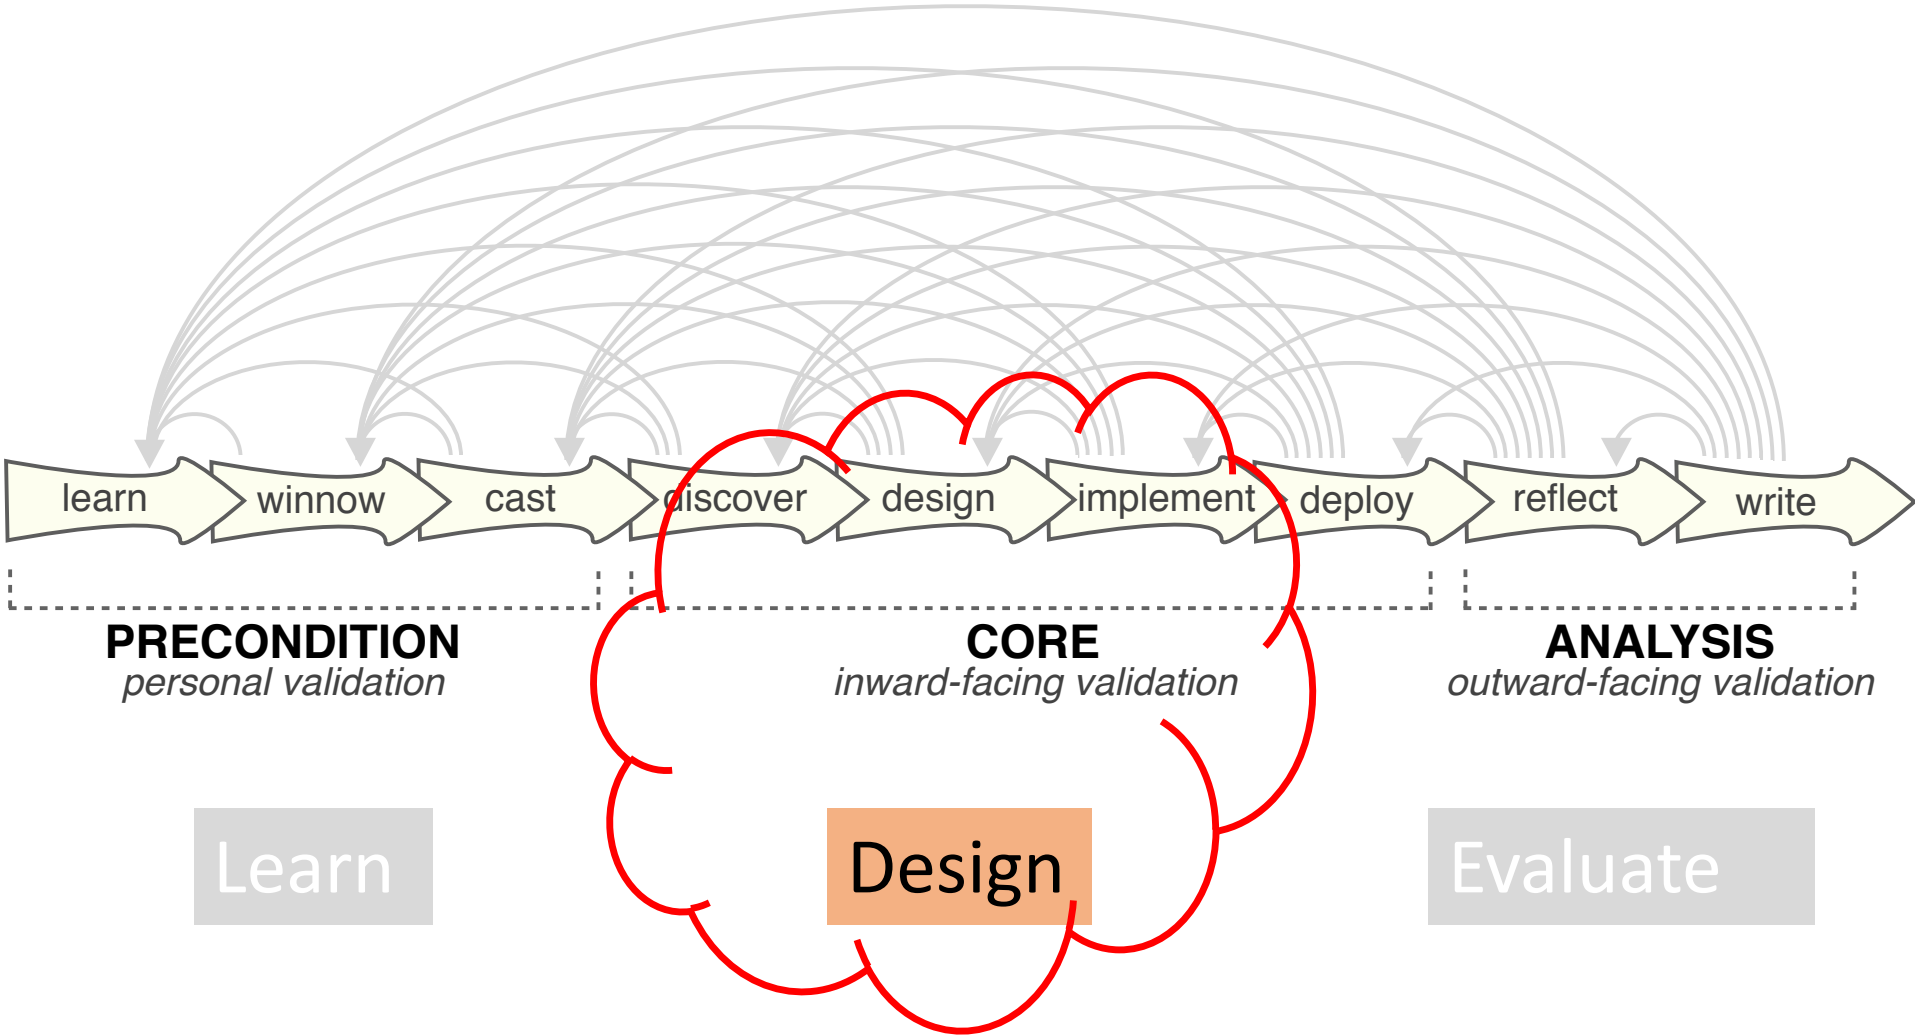 learn winnow cast discover design implement deploy reflect write
PRECONDITION CORE ANALYSIS
personal validation inward-facing validation outward-facing validation
Learn Design Evaluate